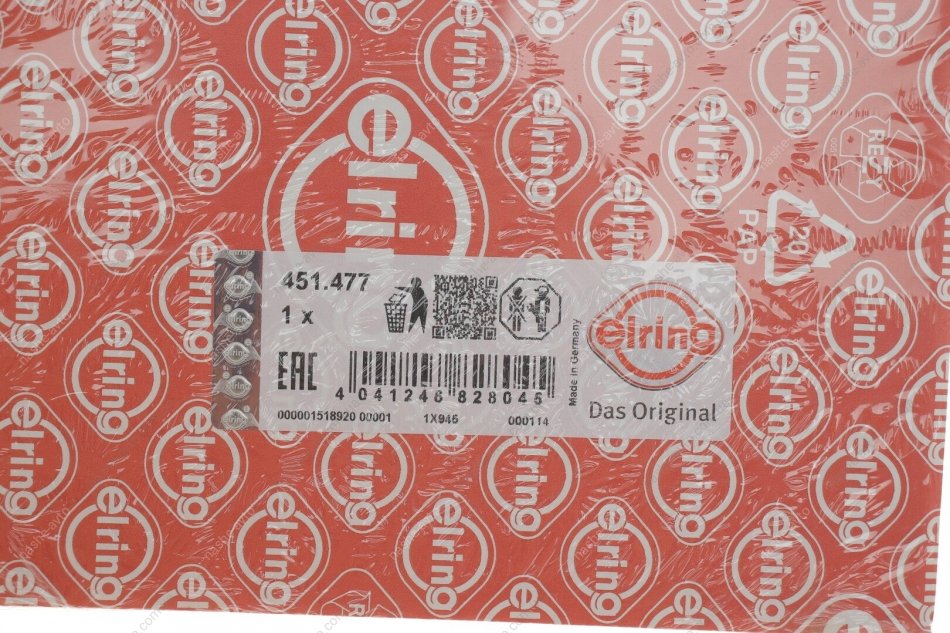 elring
RESY
20
PAP
451.477
1 x
EAC
4 041248 828045
000001518920 00001 1X946 000114
Made in Germany
elring
Das Original